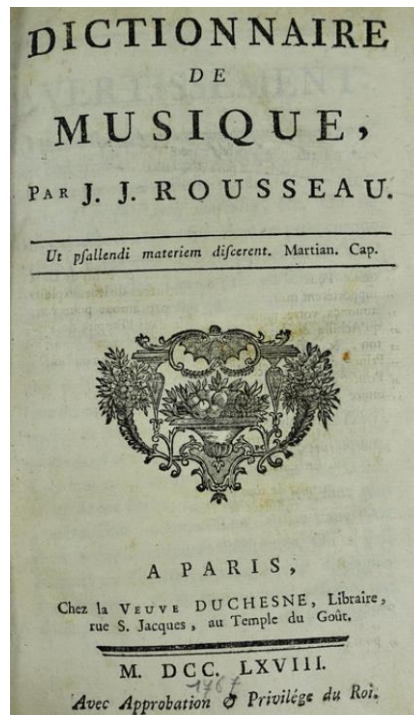 DICTIONNAIRE
DE
MUSIQUE,
PAR J. J. ROUSSEAU.
Ut psallendi materiem discerent. Martian. Cap.
A PARIS,
Chez la VEUVE DUCHESNE, Libraire,
rue S. Jacques, au Temple du Goût.
M. DCC. LXVIII.
1767
Avec Approbation & Privilége du Roi.